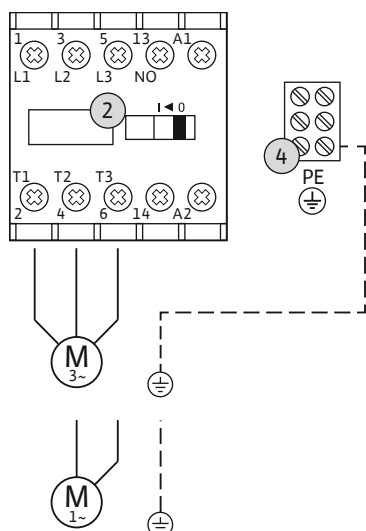 1 3 5 13 A1
L1 L2 L3 NO
2
I ◄ 0
4
T1 T2 T3
2 4 6 14 A2
PE
M
3~
M
1~